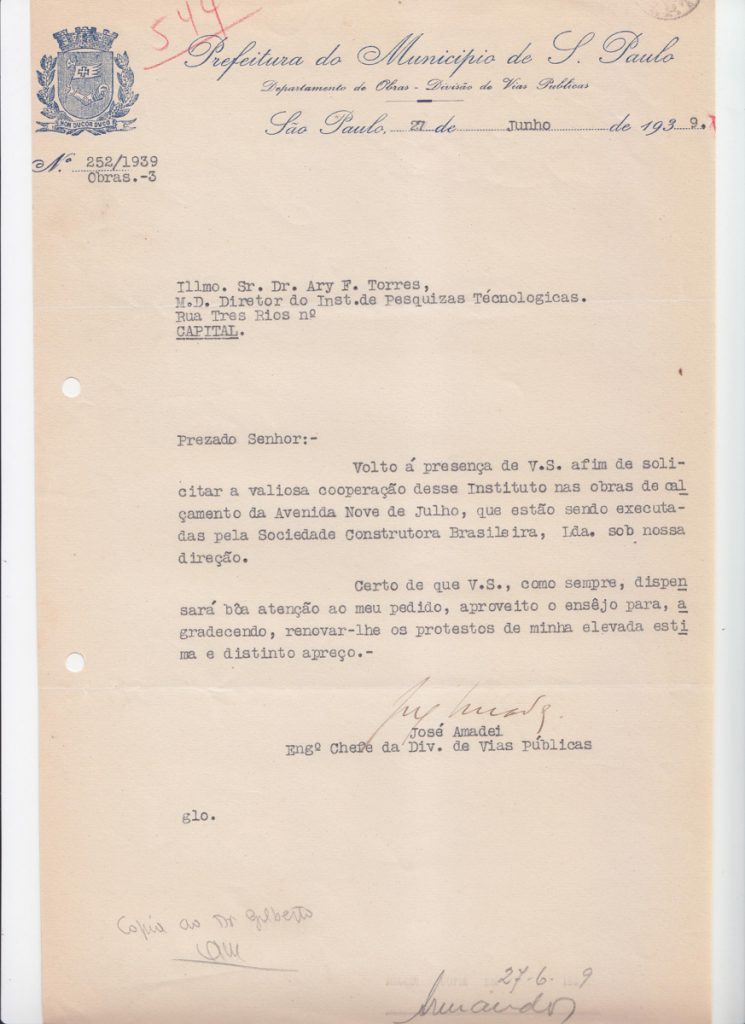 544
Prefeitura do Municipio de S. Paulo
Departamento de Obras - Divisão de Vias Publicas
São Paulo, 27 de Junho de 1939.
NON DUCOR DUCO
N.º 252/1939
Obras.-3
Illmo. Sr. Dr. Ary F. Torres,
M.D. Diretor do Inst.de Pesquizas Técnologicas.
Rua Tres Rios nº
CAPITAL.
Prezado Senhor:-
Volto á presença de V.S. afim de soli-
citar a valiosa cooperação desse Instituto nas obras de cal
çamento da Avenida Nove de Julho, que estão sendo executa-
das pela Sociedade Construtora Brasileira, Lda. sob nossa
direção.
Certo de que V.S., como sempre, dispen
sará bôa atenção ao meu pedido, aproveito o ensêjo para, a
gradecendo, renovar-lhe os protestos de minha elevada esti
ma e distinto apreço.-
José Amadei
Engº Chefe da Div. de Vias Públicas
glo.
Copia ao Dr Gilberto
27-6- 9